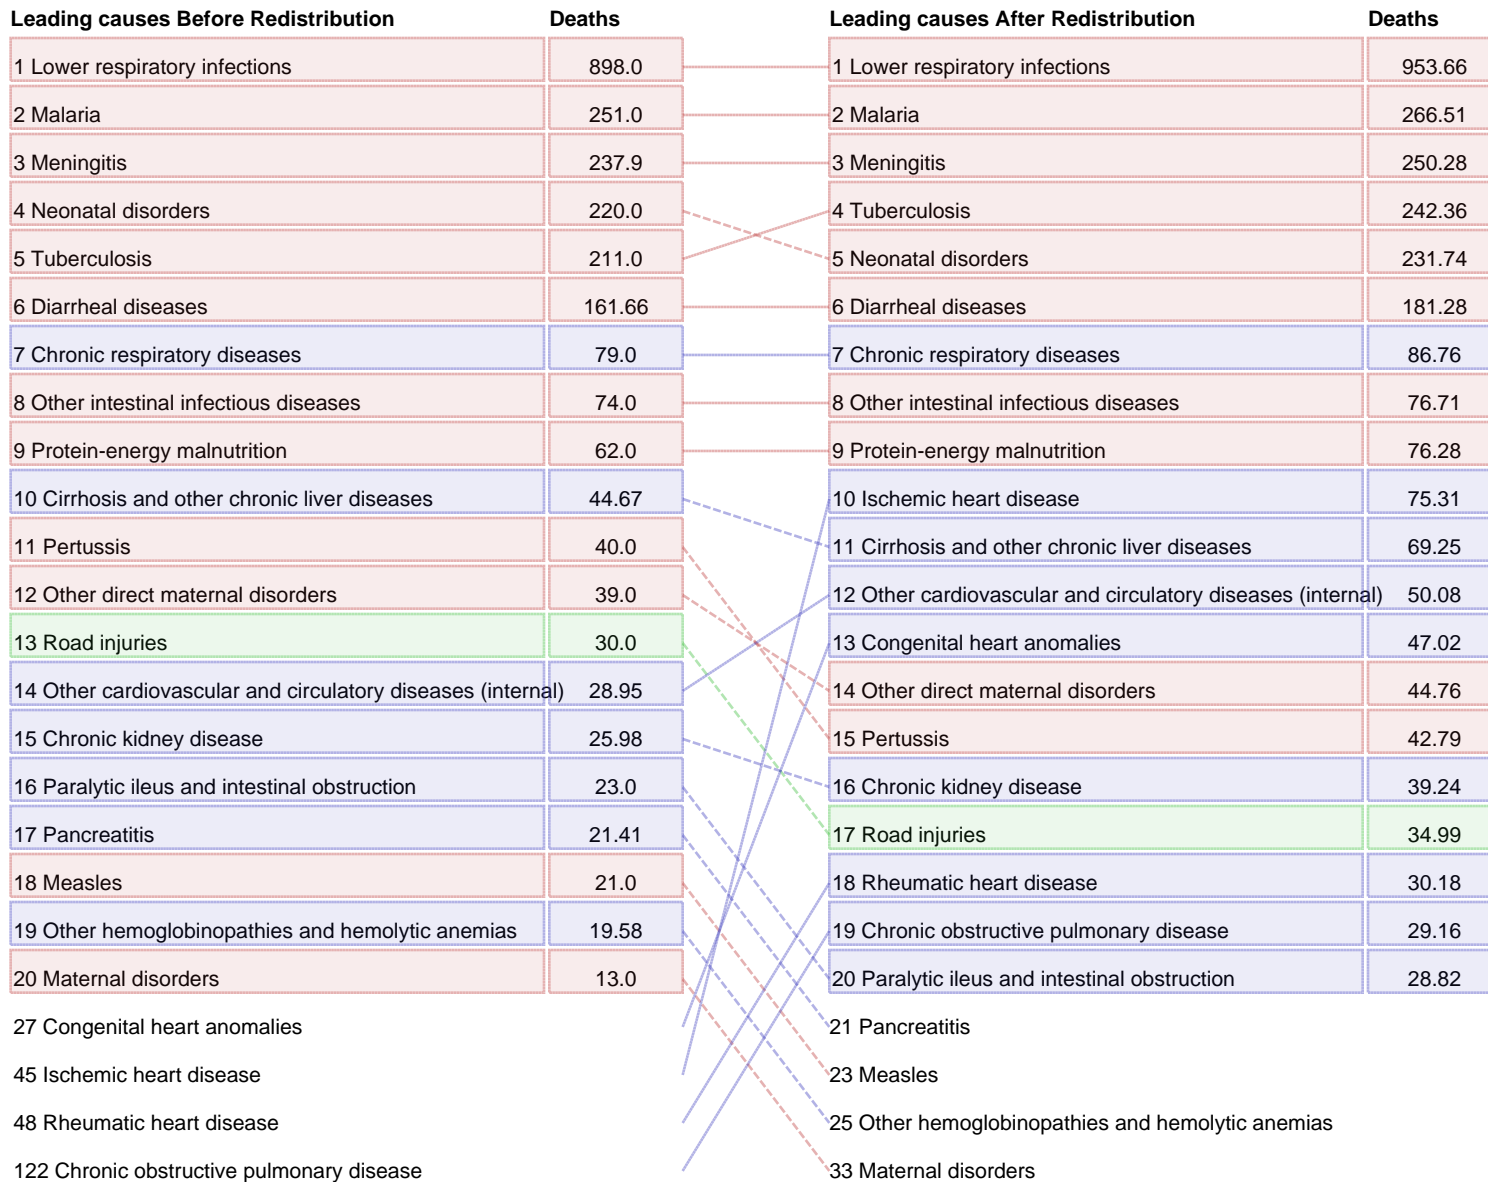 Leading causes Before Redistribution Deaths Leading causes After Redistribution Deaths
1 Lower respiratory infections 898.0 1 Lower respiratory infections 953.66
2 Malaria 251.0 2 Malaria 266.51
3 Meningitis 237.9 3 Meningitis 250.28
4 Neonatal disorders 220.0 4 Tuberculosis 242.36
5 Tuberculosis 211.0 5 Neonatal disorders 231.74
6 Diarrheal diseases 161.66 6 Diarrheal diseases 181.28
7 Chronic respiratory diseases 79.0 7 Chronic respiratory diseases 86.76
8 Other intestinal infectious diseases 74.0 8 Other intestinal infectious diseases 76.71
9 Protein-energy malnutrition 62.0 9 Protein-energy malnutrition 76.28
10 Cirrhosis and other chronic liver diseases 44.67 10 Ischemic heart disease 75.31
11 Pertussis 40.0 11 Cirrhosis and other chronic liver diseases 69.25
12 Other direct maternal disorders 39.0 12 Other cardiovascular and circulatory diseases (internal) 50.08
13 Road injuries 30.0 13 Congenital heart anomalies 47.02
14 Other cardiovascular and circulatory diseases (internal) 28.95 14 Other direct maternal disorders 44.76
15 Chronic kidney disease 25.98 15 Pertussis 42.79
16 Paralytic ileus and intestinal obstruction 23.0 16 Chronic kidney disease 39.24
17 Pancreatitis 21.41 17 Road injuries 34.99
18 Measles 21.0 18 Rheumatic heart disease 30.18
19 Other hemoglobinopathies and hemolytic anemias 19.58 19 Chronic obstructive pulmonary disease 29.16
20 Maternal disorders 13.0 20 Paralytic ileus and intestinal obstruction 28.82
27 Congenital heart anomalies 21 Pancreatitis
45 Ischemic heart disease 23 Measles
48 Rheumatic heart disease 25 Other hemoglobinopathies and hemolytic anemias
122 Chronic obstructive pulmonary disease 33 Maternal disorders